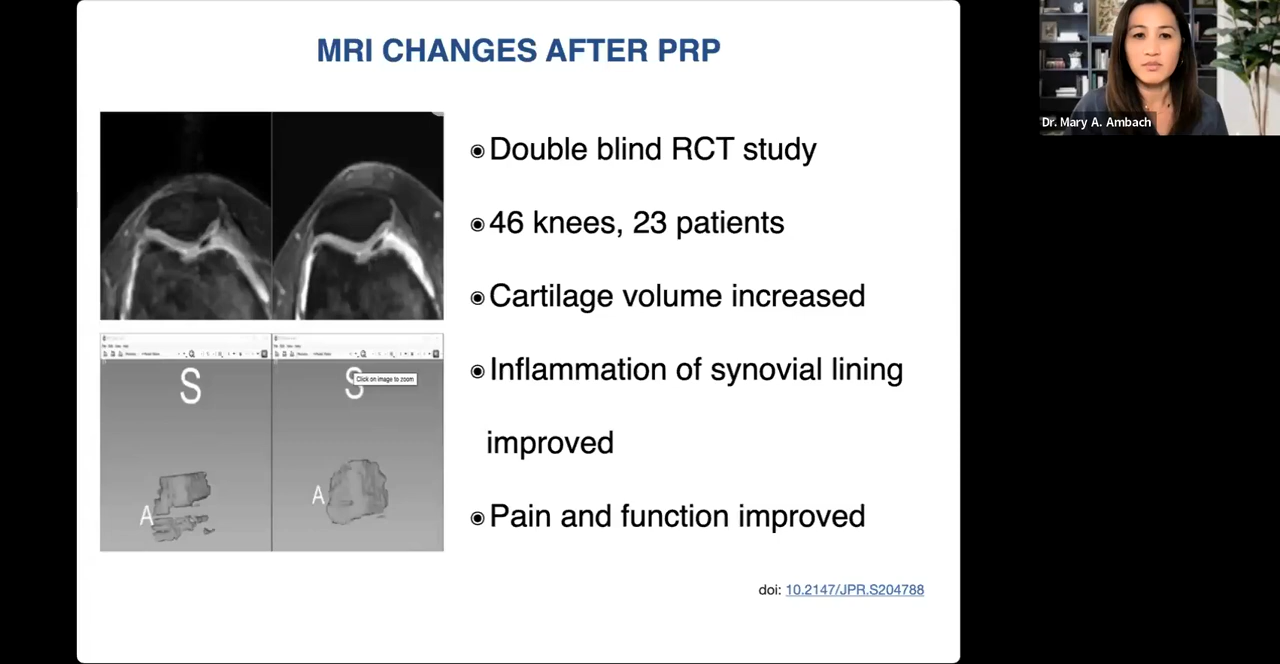 MRI CHANGES AFTER PRP
Dr. Mary A. Ambach
Double blind RCT study
46 knees, 23 patients
Cartilage volume increased
Inflammation of synovial lining
improved
Pain and function improved
S
S
Click on image to zoom
A
A
doi: 10.2147/JPR.S204788